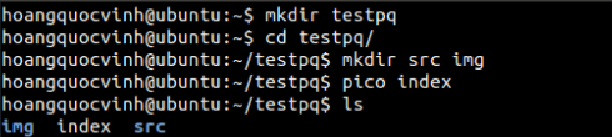 hoangquocvinh@ubuntu:~$ mkdir testpq
hoangquocvinh@ubuntu:~$ cd testpq/
hoangquocvinh@ubuntu:~/testpq$ mkdir src img
hoangquocvinh@ubuntu:~/testpq$ pico index
hoangquocvinh@ubuntu:~/testpq$ ls
img  index  src